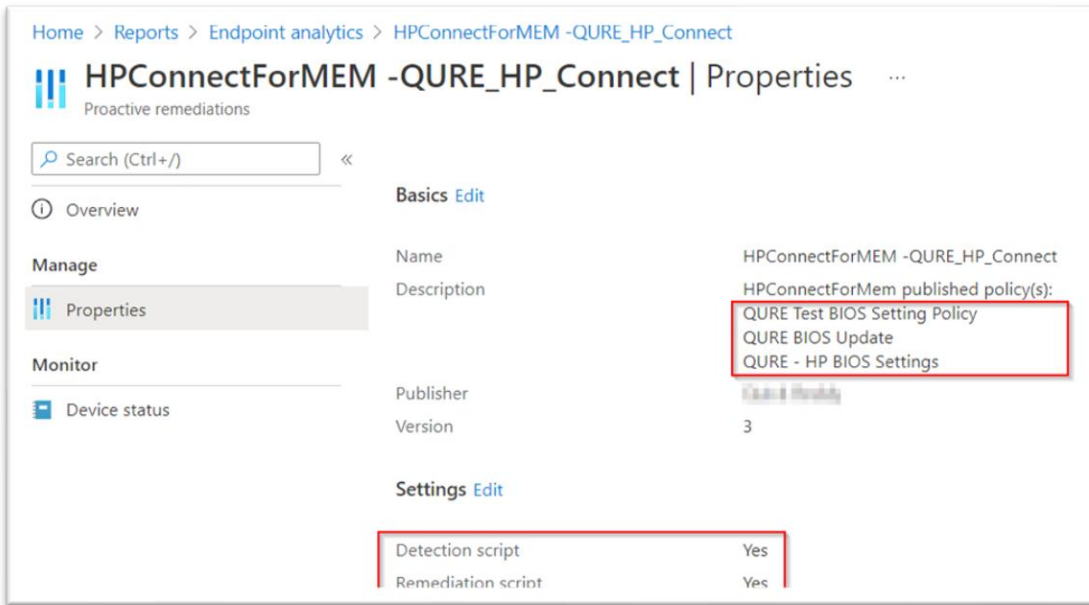 Home > Reports > Endpoint analytics > HPConnectForMEM -QURE_HP_Connect
HPConnectForMEM -QURE_HP_Connect | Properties ...
Proactive remediations
Search (Ctrl+/) «
Overview
Manage
Properties
Monitor
Device status
Basics Edit
Name HPConnectForMEM -QURE_HP_Connect
Description HPConnectForMem published policy(s):
QURE Test BIOS Setting Policy
QURE BIOS Update
QURE - HP BIOS Settings
Publisher
Version 3
Settings Edit
Detection script Yes
Remediation script Yes